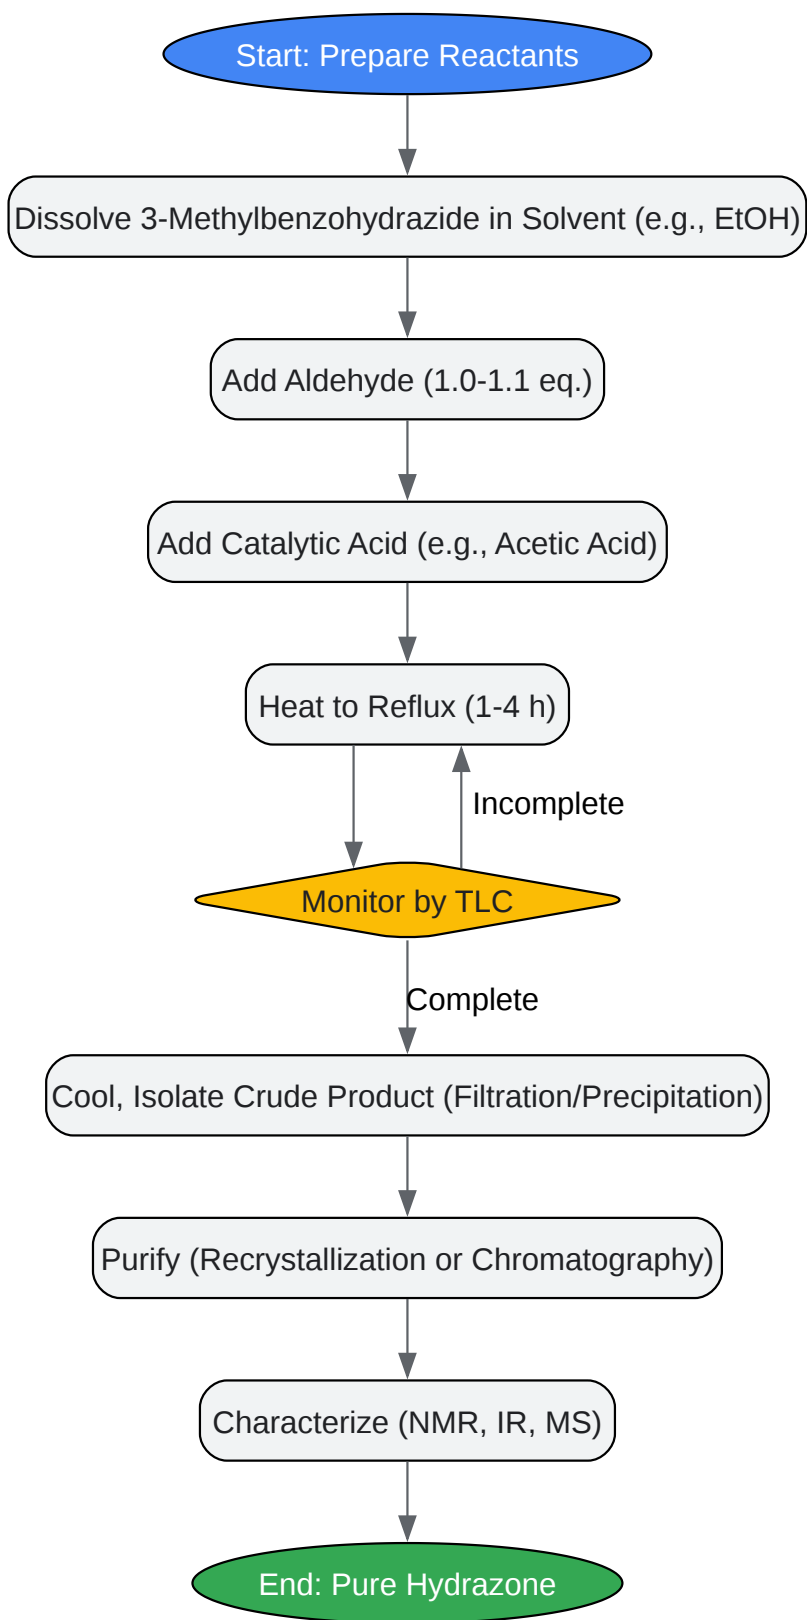 Start: Prepare Reactants
Dissolve 3-Methylbenzohydrazide in Solvent (e.g., EtOH)
Add Aldehyde (1.0-1.1 eq.)
Add Catalytic Acid (e.g., Acetic Acid)
Heat to Reflux (1-4 h)
Incomplete
Monitor by TLC
Complete
Cool, Isolate Crude Product (Filtration/Precipitation)
Purify (Recrystallization or Chromatography)
Characterize (NMR, IR, MS)
End: Pure Hydrazone